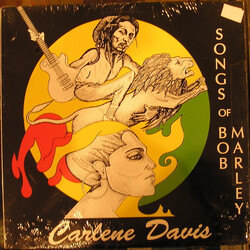 SONGS OF BOB MARLEY
Carlene Davis